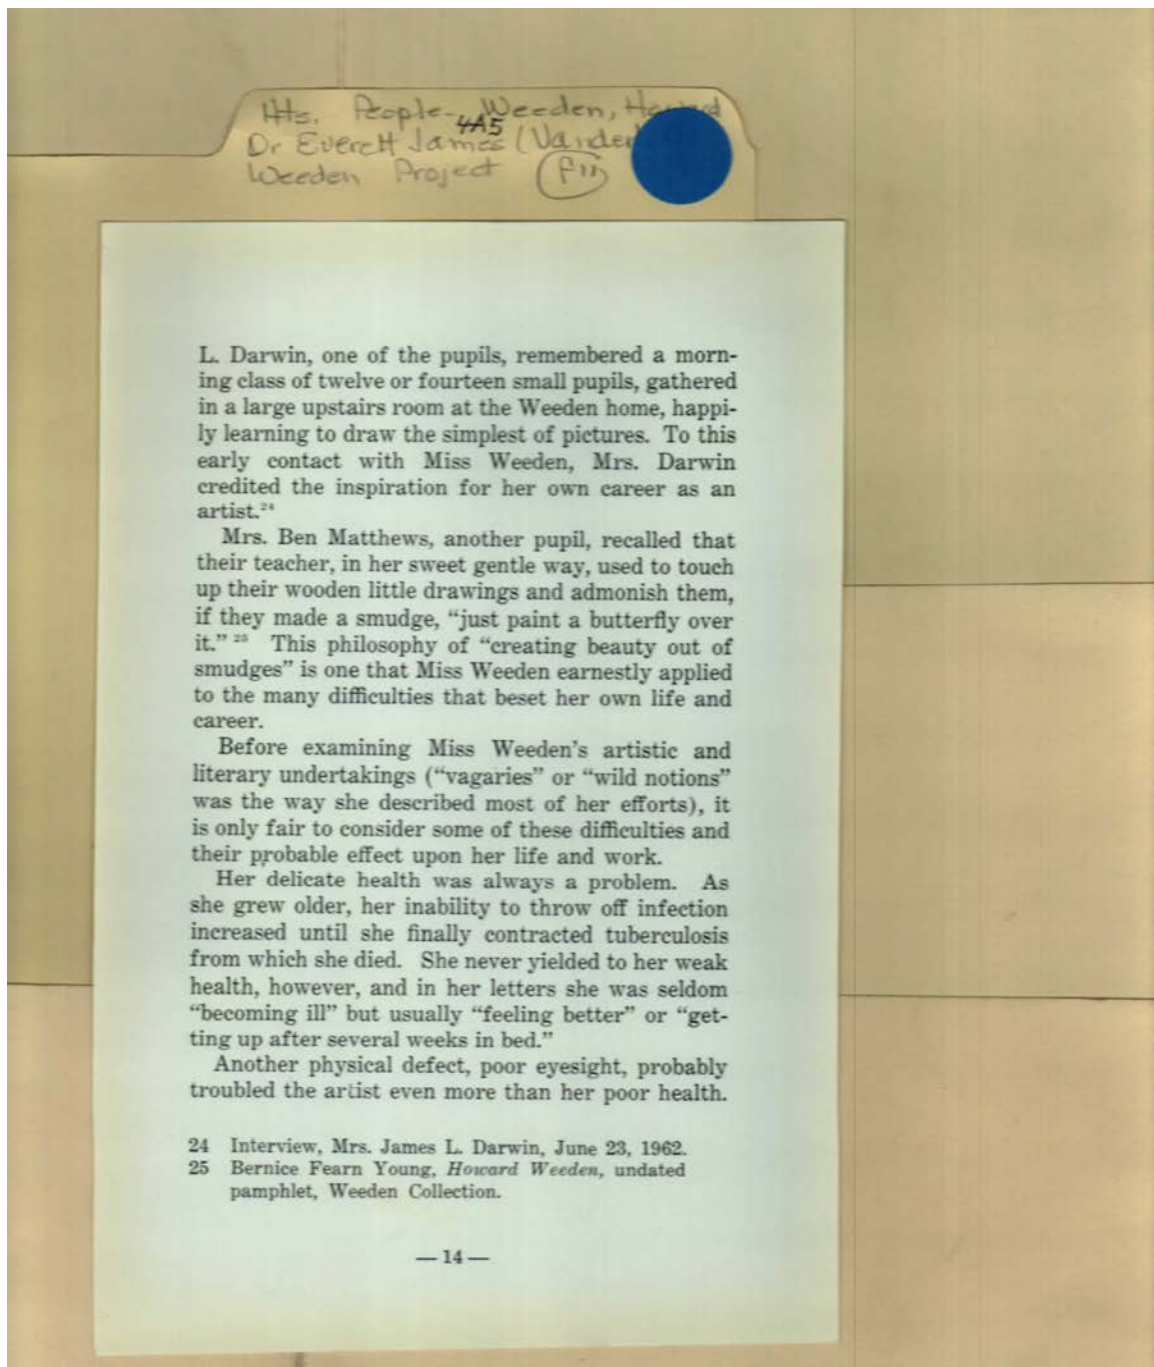 Hts. People - Weeden, Howard
4A5
Dr Everett James (Vander
Weeden Project F11
L. Darwin, one of the pupils, remembered a morn-
ing class of twelve or fourteen small pupils, gathered
in a large upstairs room at the Weeden home, happi-
ly learning to draw the simplest of pictures. To this
early contact with Miss Weeden, Mrs. Darwin
credited the inspiration for her own career as an
artist.24
Mrs. Ben Matthews, another pupil, recalled that
their teacher, in her sweet gentle way, used to touch
up their wooden little drawings and admonish them,
if they made a smudge, “just paint a butterfly over
it.” 25 This philosophy of “creating beauty out of
smudges” is one that Miss Weeden earnestly applied
to the many difficulties that beset her own life and
career.
Before examining Miss Weeden’s artistic and
literary undertakings (“vagaries” or “wild notions”
was the way she described most of her efforts), it
is only fair to consider some of these difficulties and
their probable effect upon her life and work.
Her delicate health was always a problem. As
she grew older, her inability to throw off infection
increased until she finally contracted tuberculosis
from which she died. She never yielded to her weak
health, however, and in her letters she was seldom
“becoming ill” but usually “feeling better” or “get-
ting up after several weeks in bed.”
Another physical defect, poor eyesight, probably
troubled the artist even more than her poor health.
24 Interview, Mrs. James L. Darwin, June 23, 1962.
25 Bernice Fearn Young, Howard Weeden, undated
pamphlet, Weeden Collection.
— 14 —